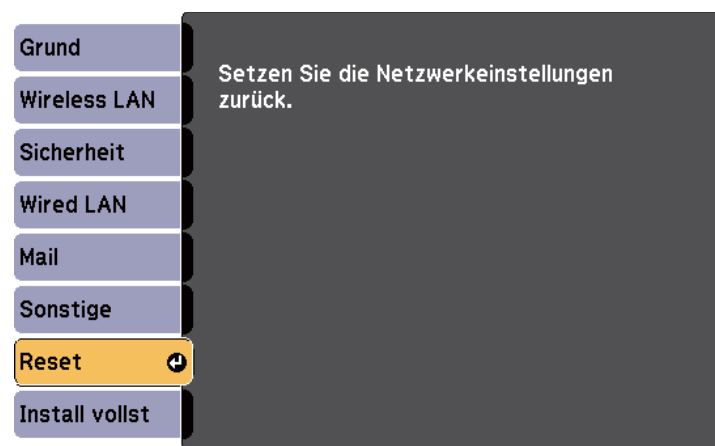 Grund
Wireless LAN
Sicherheit
Wired LAN
Mail
Sonstige
Reset
Install vollst
Setzen Sie die Netzwerkeinstellungen
zurück.